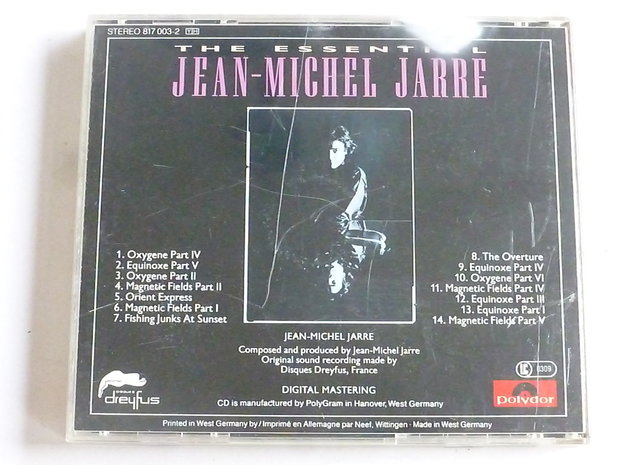 STEREO 817 003-2 Y2H
THE ESSENTIAL
JEAN-MICHEL JARRE
1. Oxygene Part IV
2. Equinoxe Part V
3. Oxygene Part II
4. Magnetic Fields Part II
5. Orient Express
6. Magnetic Fields Part I
7. Fishing Junks At Sunset
8. The Overture
9. Equinoxe Part IV
10. Oxygene Part VI
11. Magnetic Fields Part IV
12. Equinoxe Part III
13. Equinoxe Part I
14. Magnetic Fields Part V
JEAN-MICHEL JARRE
Composed and produced by Jean-Michel Jarre
Original sound recording made by
Disques Dreyfus, France
DIGITAL MASTERING
CD is manufactured by PolyGram in Hanover, West Germany
dreyfus
0309
polydor
Printed in West Germany by / Imprimé en Allemagne par Neef, Wittingen · Made in West Germany